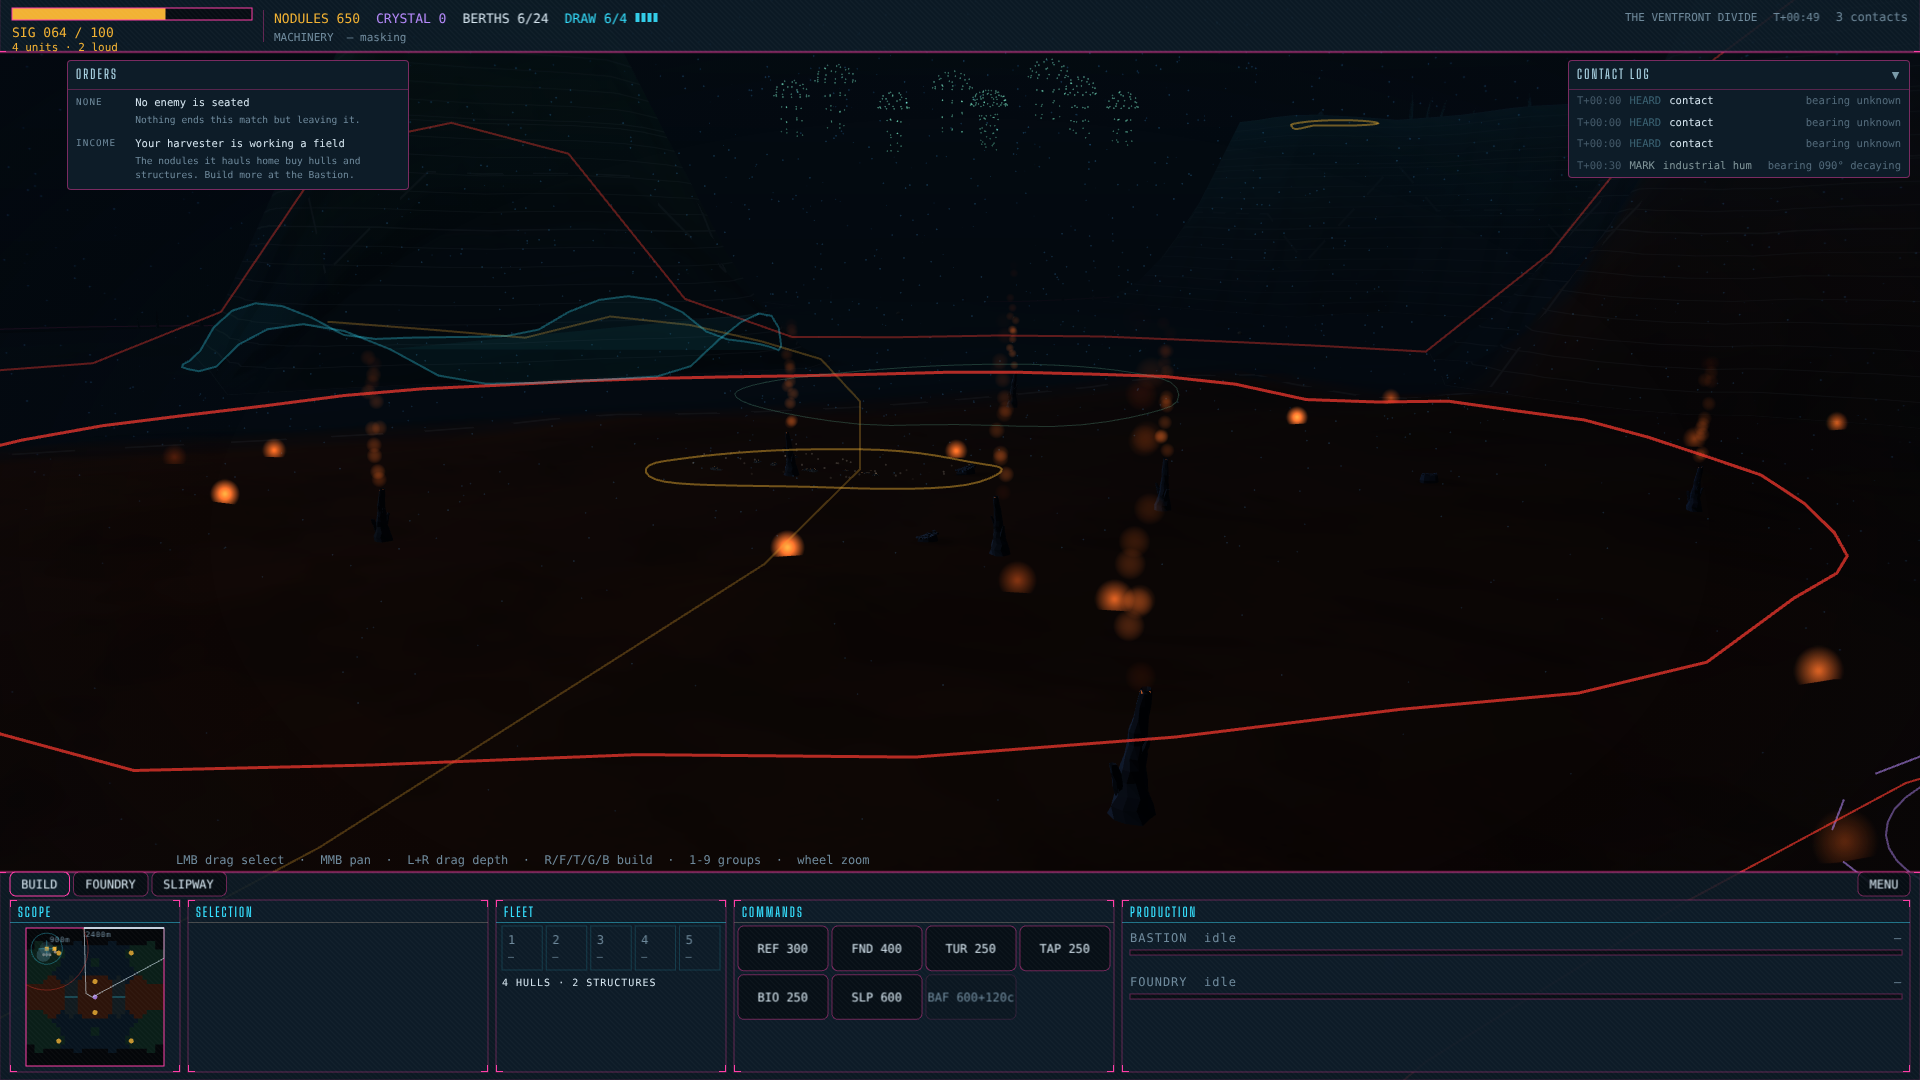 SIG 064 / 100
4 units · 2 loud
NODULES 650 CRYSTAL 0 BERTHS 6/24 DRAW 6/4
MACHINERY — masking
THE VENTFRONT DIVIDE T+00:49 3 contacts
ORDERS
NONE No enemy is seated
Nothing ends this match but leaving it.
INCOME Your harvester is working a field
The nodules it hauls home buy hulls and
structures. Build more at the Bastion.
CONTACT LOG ▼
T+00:00 HEARD contact bearing unknown
T+00:00 HEARD contact bearing unknown
T+00:00 HEARD contact bearing unknown
T+00:30 MARK industrial hum bearing 090° decaying
LMB drag select · MMB pan · L+R drag depth · R/F/T/G/B build · 1-9 groups · wheel zoom
BUILD FOUNDRY SLIPWAY MENU
SCOPE
900m 2400m
SELECTION
FLEET
1 2 3 4 5
— — — — —
4 HULLS · 2 STRUCTURES
COMMANDS
REF 300 FND 400 TUR 250 TAP 250
BIO 250 SLP 600 BAF 600+120c
PRODUCTION
BASTION idle —
FOUNDRY idle —